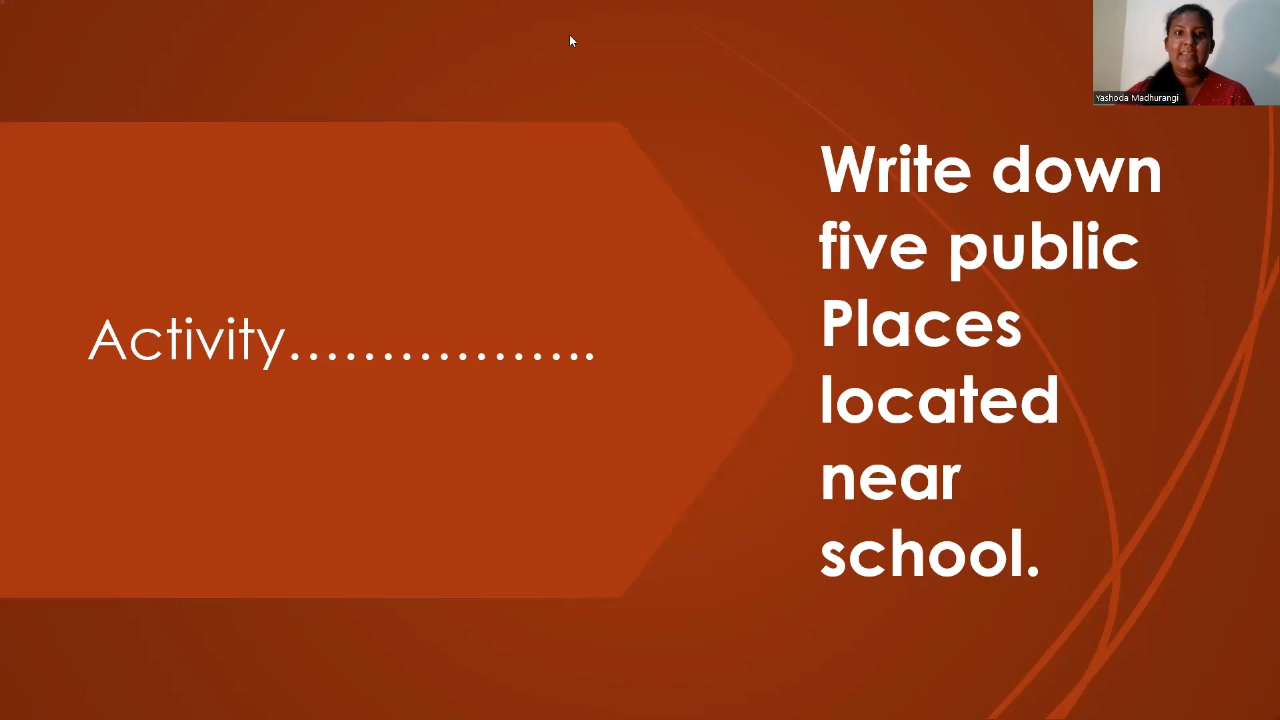 Yashoda Madhurangi
Write down
five public
Places
located
near
school.
Activity.................